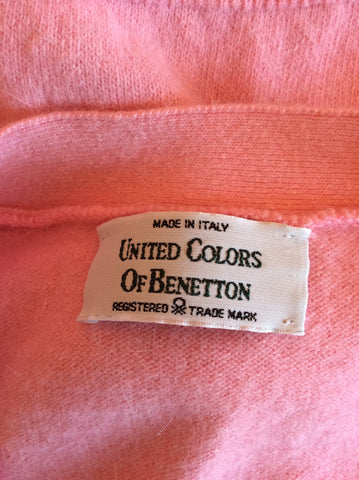 MADE IN ITALY
UNITED COLORS
OF BENETTON
REGISTERED TRADE MARK